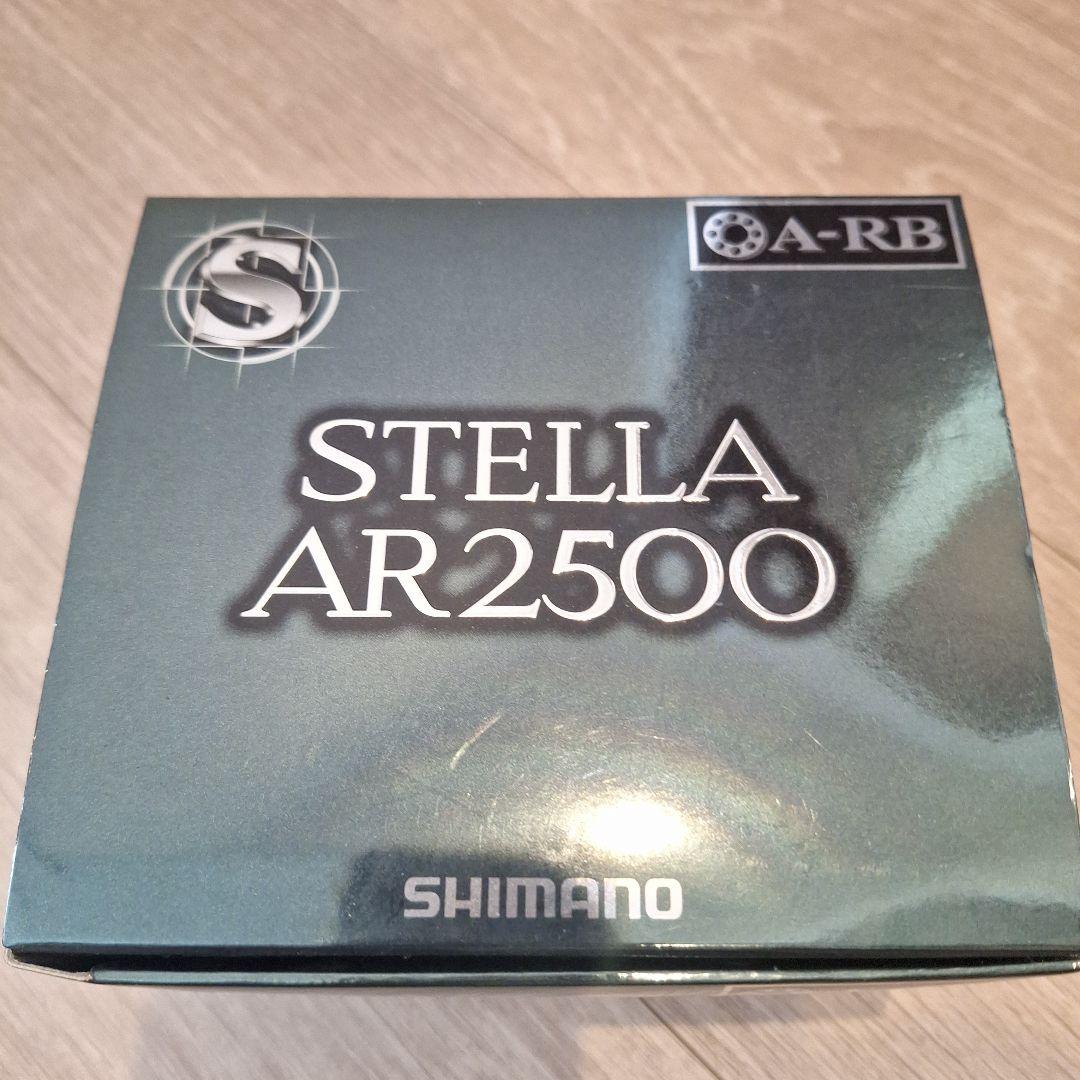 S
A-RB
STELLA
AR2500
SHIMANO